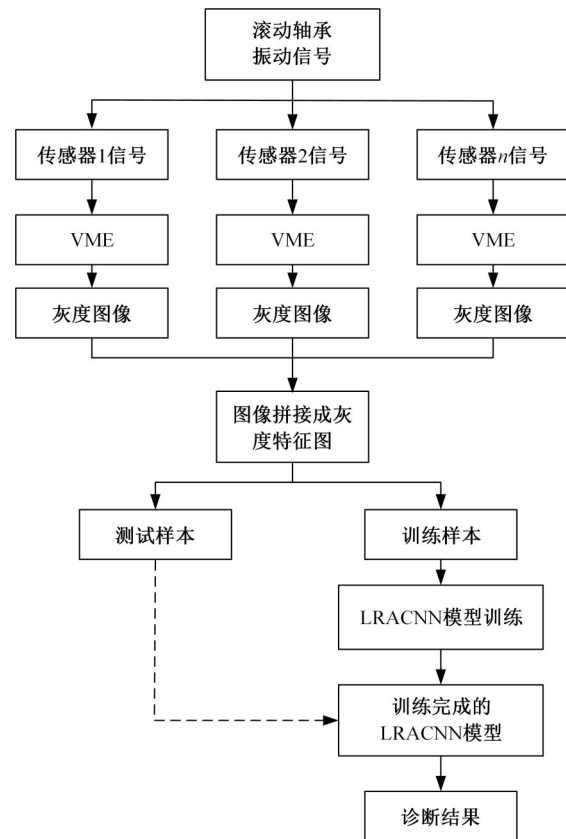 滚动轴承
振动信号
传感器1信号
传感器2信号
传感器n信号
VME
VME
VME
灰度图像
灰度图像
灰度图像
图像拼接成灰
度特征图
测试样本
训练样本
LRACNN模型训练
训练完成的
LRACNN模型
诊断结果